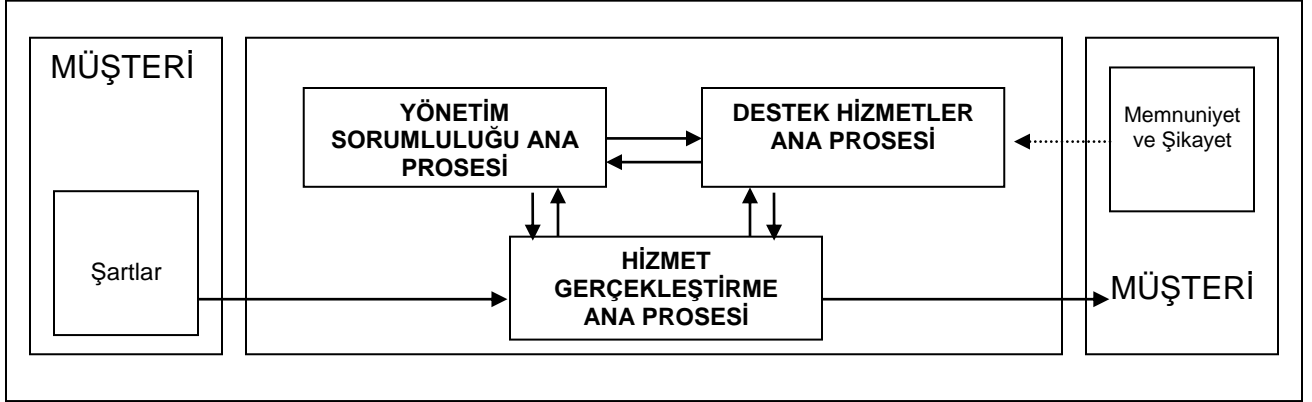 MÜŞTERİ
Şartlar
YÖNETİM
SORUMLULUĞU ANA
PROSESİ
DESTEK HİZMETLER
ANA PROSESİ
HİZMET
GERÇEKLEŞTİRME
ANA PROSESİ
Memnuniyet
ve Şikayet
MÜŞTERİ